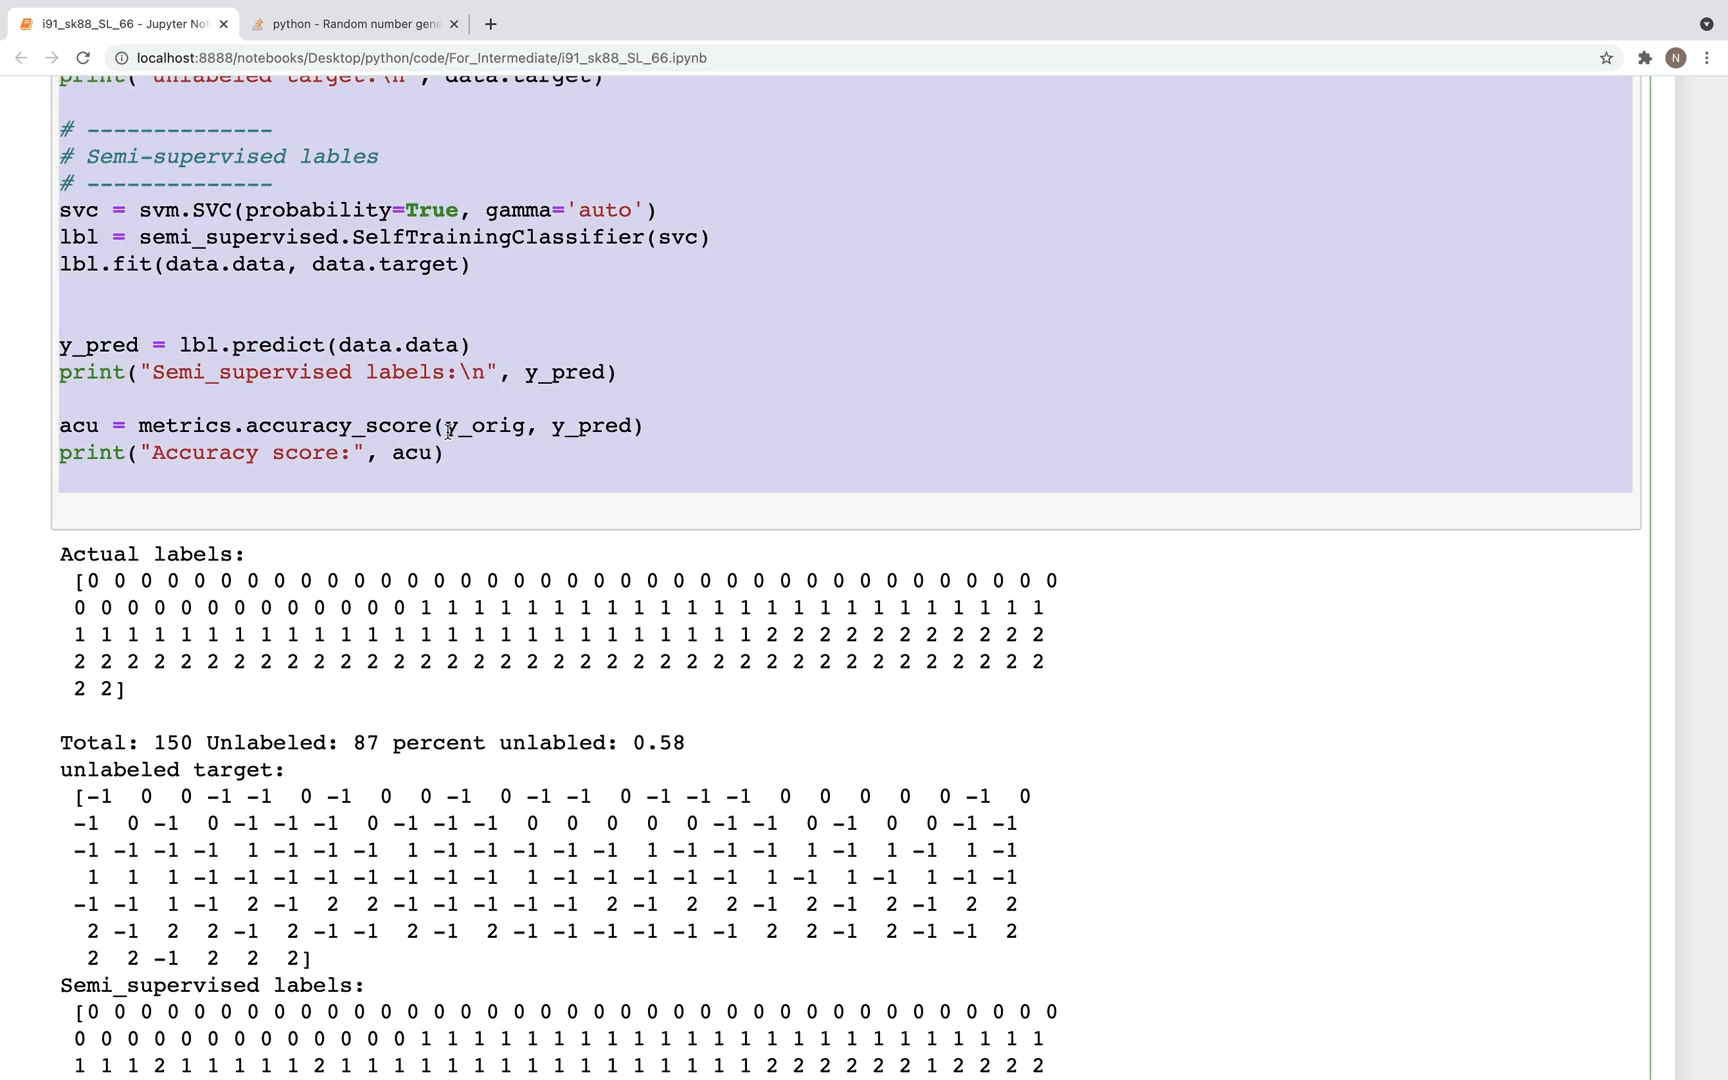 i91_sk88_SL_66 - Jupyter Not
python - Random number gene
localhost:8888/notebooks/Desktop/python/code/For_Intermediate/i91_sk88_SL_66.ipynb
N
print("unlabeled target:\n", data.target)
# --------------
# Semi-supervised lables
# --------------
svc = svm.SVC(probability=True, gamma='auto')
lbl = semi_supervised.SelfTrainingClassifier(svc)
lbl.fit(data.data, data.target)
y_pred = lbl.predict(data.data)
print("Semi_supervised labels:\n", y_pred)
acu = metrics.accuracy_score(y_orig, y_pred)
print("Accuracy score:", acu)
Actual labels:
[0 0 0 0 0 0 0 0 0 0 0 0 0 0 0 0 0 0 0 0 0 0 0 0 0 0 0 0 0 0 0 0 0 0 0 0 0
0 0 0 0 0 0 0 0 0 0 0 0 0 1 1 1 1 1 1 1 1 1 1 1 1 1 1 1 1 1 1 1 1 1 1 1 1
1 1 1 1 1 1 1 1 1 1 1 1 1 1 1 1 1 1 1 1 1 1 1 1 1 1 2 2 2 2 2 2 2 2 2 2 2
2 2 2 2 2 2 2 2 2 2 2 2 2 2 2 2 2 2 2 2 2 2 2 2 2 2 2 2 2 2 2 2 2 2 2 2 2
2 2]
Total: 150 Unlabeled: 87 percent unlabled: 0.58
unlabeled target:
[-1 0 0 -1 -1 0 -1 0 0 -1 0 -1 -1 0 -1 -1 -1 0 0 0 0 0 -1 0
-1 0 -1 0 -1 -1 -1 0 -1 -1 -1 0 0 0 0 0 -1 -1 0 -1 0 0 -1 -1
-1 -1 -1 -1 1 -1 -1 -1 1 -1 -1 -1 -1 -1 1 -1 -1 -1 1 -1 1 -1 1 -1
1 1 1 -1 -1 -1 -1 -1 -1 -1 -1 1 -1 -1 -1 -1 -1 1 -1 1 -1 1 -1 -1
-1 -1 1 -1 2 -1 2 2 -1 -1 -1 -1 -1 2 -1 2 2 -1 2 -1 2 -1 2 2
2 -1 2 2 -1 2 -1 -1 2 -1 2 -1 -1 -1 -1 -1 -1 2 2 -1 2 -1 -1 2
2 2 -1 2 2 2]
Semi_supervised labels:
[0 0 0 0 0 0 0 0 0 0 0 0 0 0 0 0 0 0 0 0 0 0 0 0 0 0 0 0 0 0 0 0 0 0 0 0 0
0 0 0 0 0 0 0 0 0 0 0 0 0 1 1 1 1 1 1 1 1 1 1 1 1 1 1 1 1 1 1 1 1 1 1 1 1
1 1 1 2 1 1 1 1 1 2 1 1 1 1 1 1 1 1 1 1 1 1 1 1 1 1 2 2 2 2 2 2 1 2 2 2 2